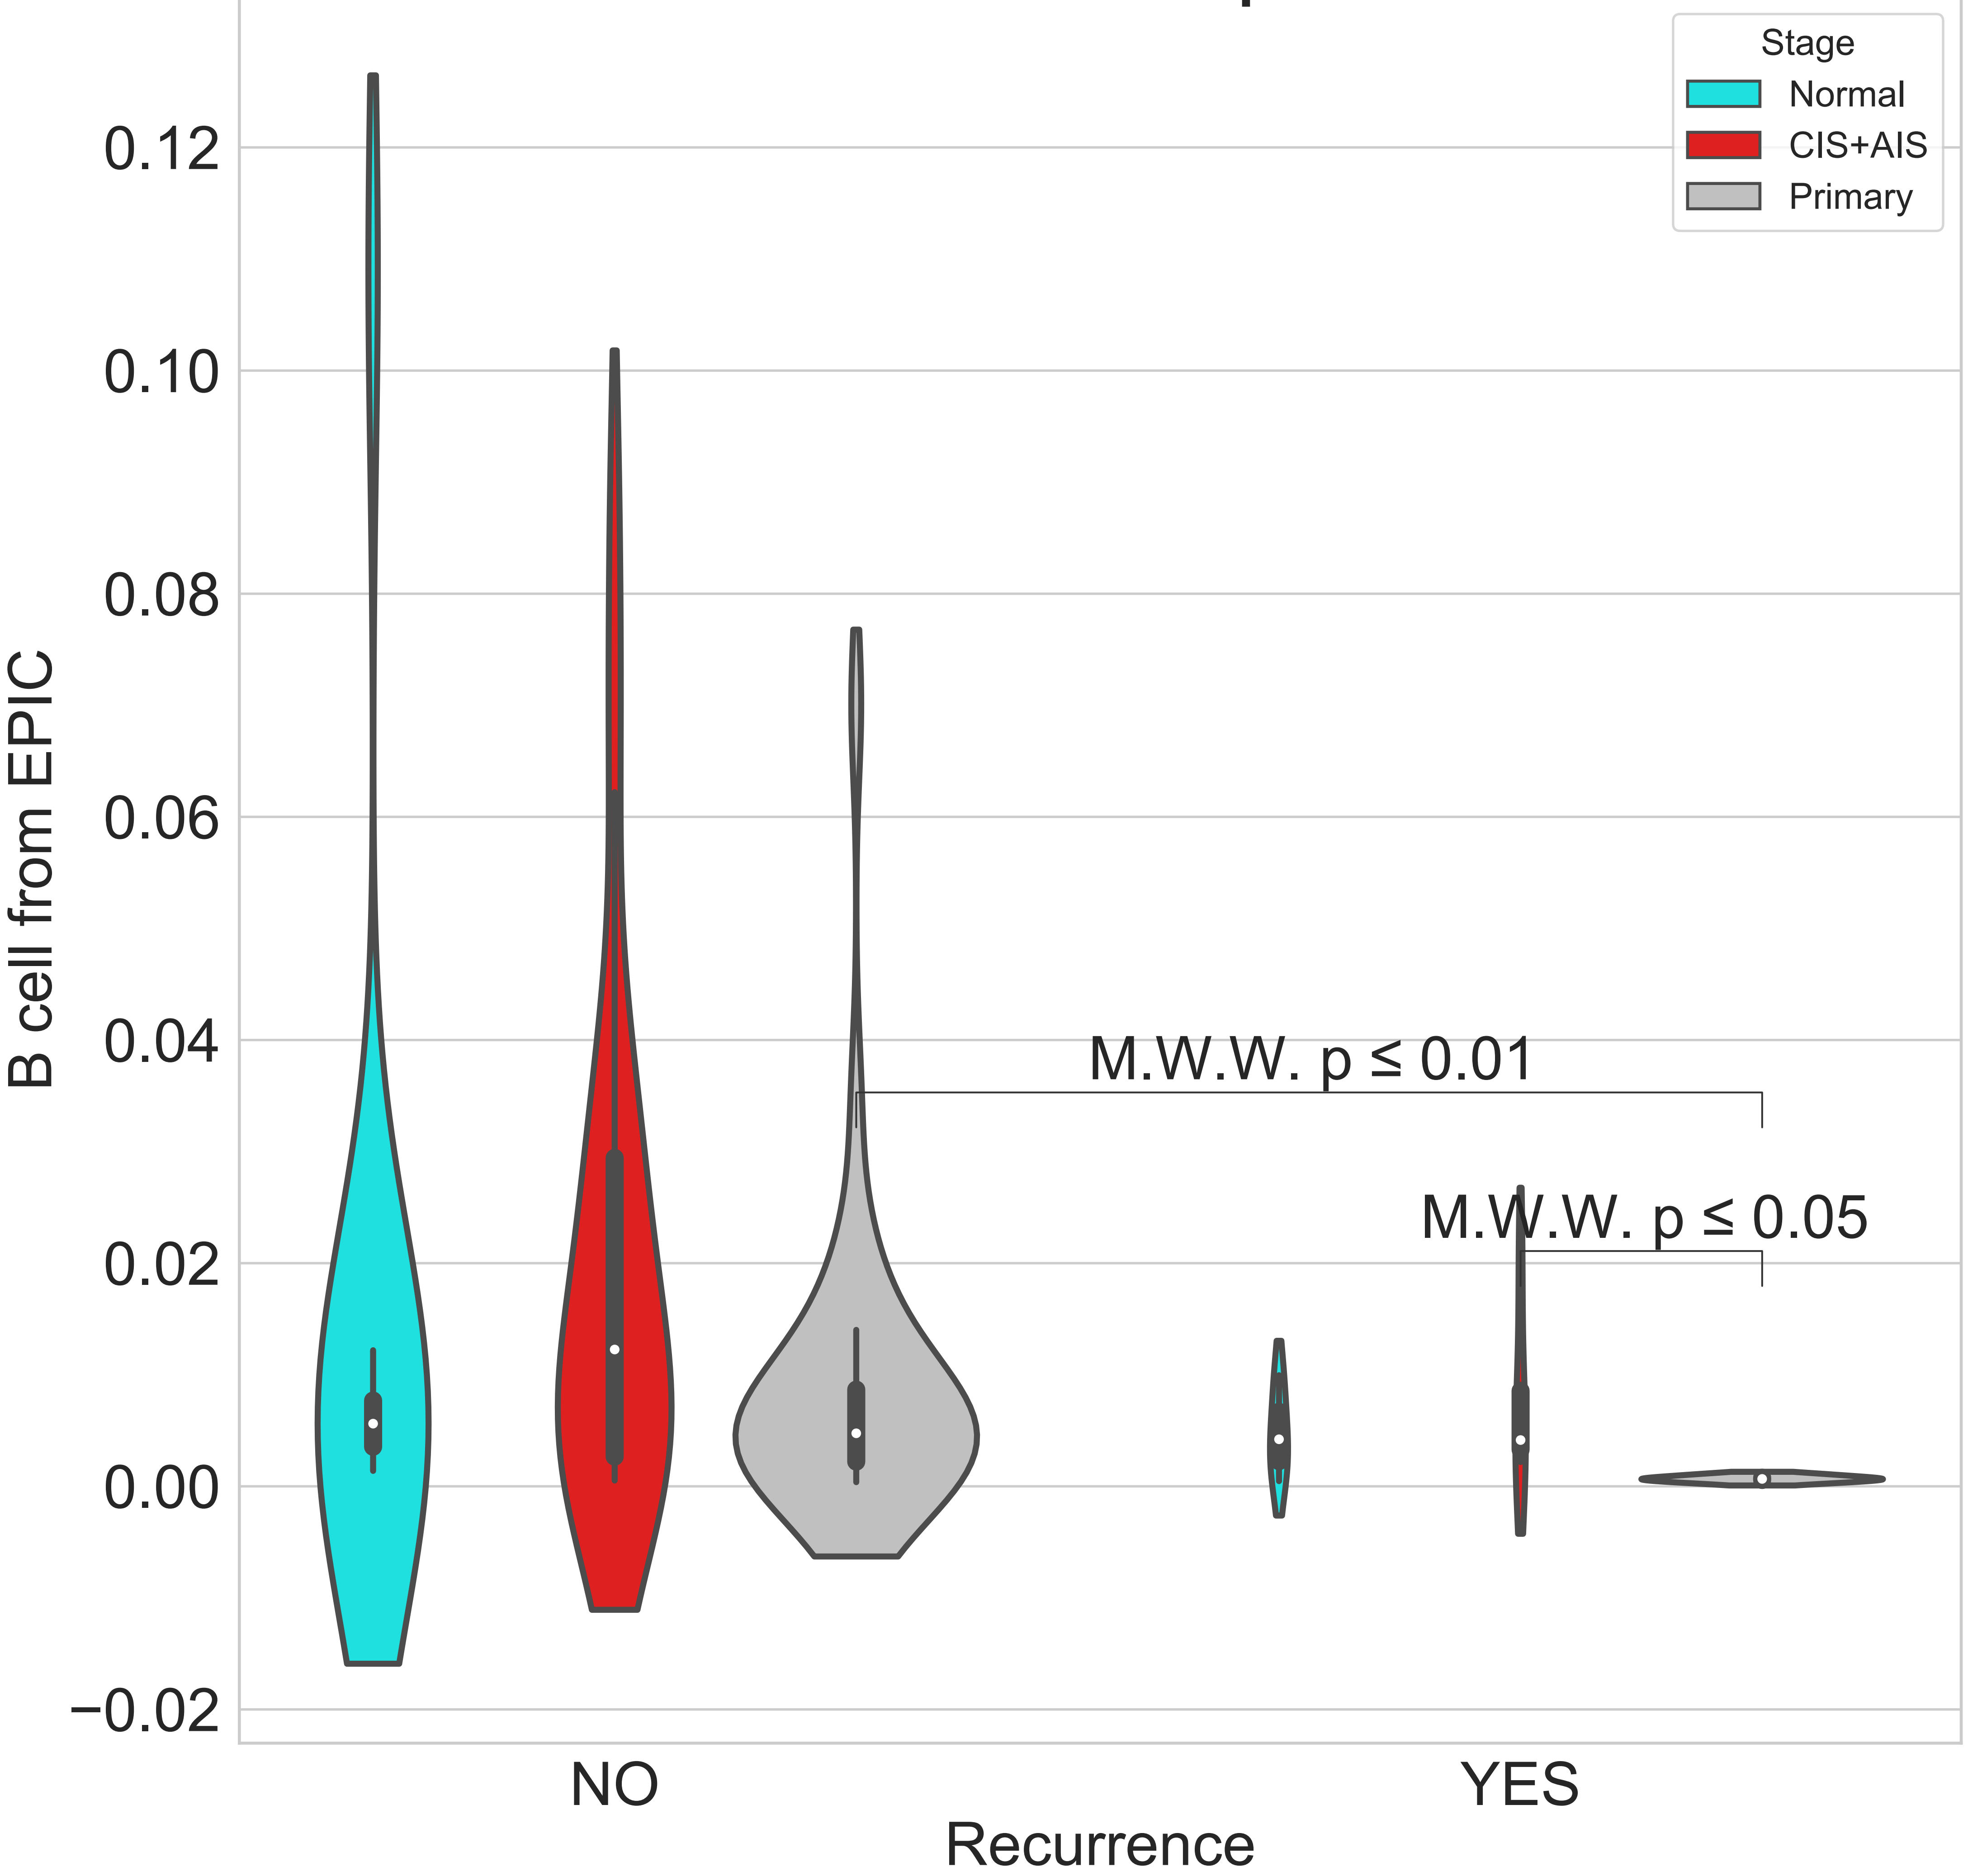 Stage
Normal
CIS+AIS
Primary
0.12
0.10
0.08
0.06
0.04
0.02
0.00
−0.02
B cell from EPIC
M.W.W. p ≤ 0.01
M.W.W. p ≤ 0.05
NO
YES
Recurrence